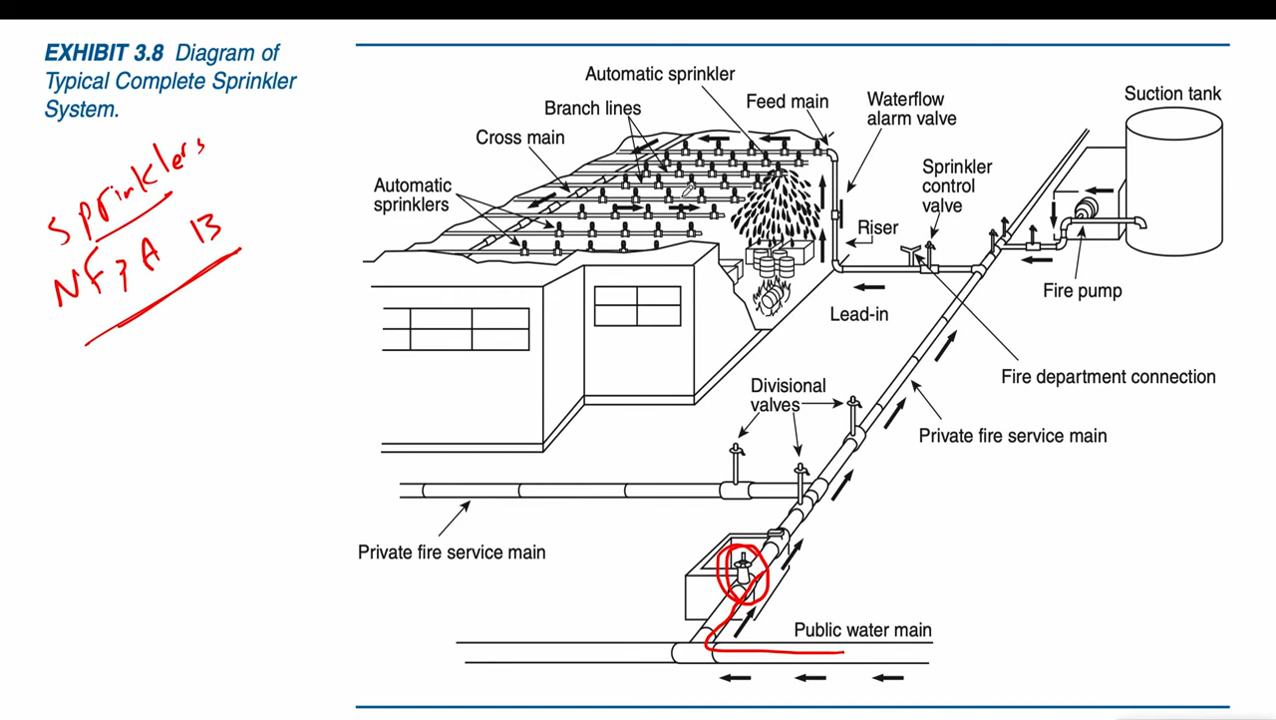 EXHIBIT 3.8 Diagram of
Typical Complete Sprinkler
System.
Sprinklers
NFPA 13
Automatic sprinkler
Branch lines
Feed main
Cross main
Waterflow
alarm valve
Suction tank
Automatic
sprinklers
Sprinkler
control
valve
Riser
Fire pump
Lead-in
Fire department connection
Divisional
valves
Private fire service main
Private fire service main
Public water main